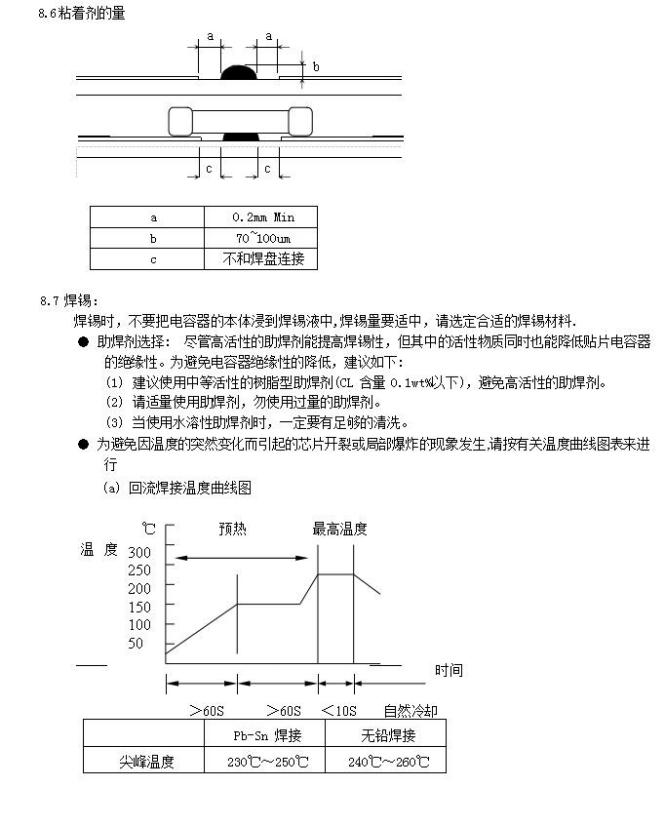 8.6粘着剂的量
a a
b
c c
a 0.2mm Min
b 70~100um
c 不和焊盘连接
8.7 焊锡：
焊锡时，不要把电容器的本体浸到焊锡液中,焊锡量要适中，请选定合适的焊锡材料.
● 助焊剂选择： 尽管高活性的助焊剂能提高焊锡性，但其中的活性物质同时也能降低贴片电容器
的绝缘性。为避免电容器绝缘性的降低，建议如下：
(1) 建议使用中等活性的树脂型助焊剂(CL 含量 0.1wt%以下)，避免高活性的助焊剂。
(2) 请适量使用助焊剂，勿使用过量的助焊剂。
(3) 当使用水溶性助焊剂时，一定要有足够的清洗。
● 为避免因温度的突然变化而引起的芯片开裂或局部爆炸的现象发生,请按有关温度曲线图表来进
行
(a) 回流焊接温度曲线图
℃ 预热 最高温度
温 度 300
250
200
150
100
50
时间
＞60S ＞60S ＜10S 自然冷却
Pb-Sn 焊接 无铅焊接
尖峰温度 230℃～250℃ 240℃～260℃